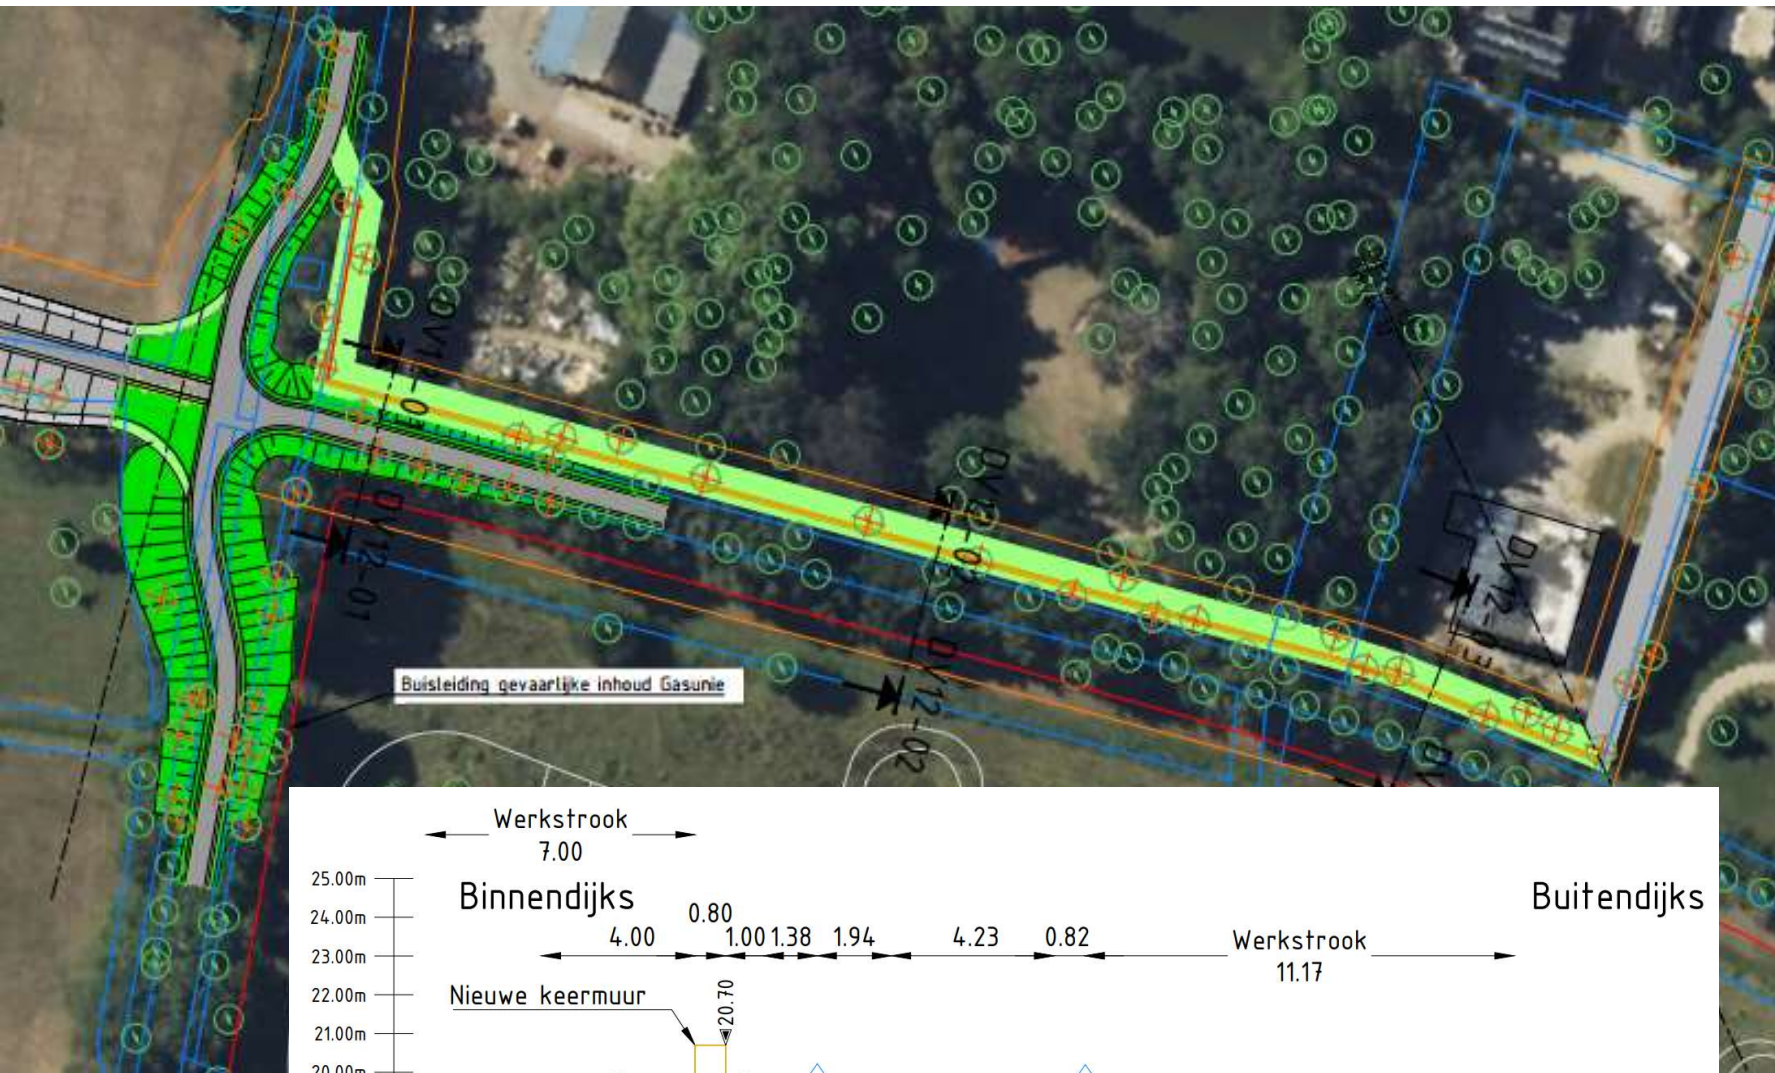 DV12-01
DV12-03
DV12-02
Buisleiding gevaarlijke inhoud Gasunie
Werkstrook
7.00
25.00m
Binnendijks
Buitendijks
24.00m
0.80
4.00
1.00
1.38
1.94
4.23
0.82
Werkstrook
23.00m
11.17
22.00m
Nieuwe keermuur
20.70
21.00m
20.00m